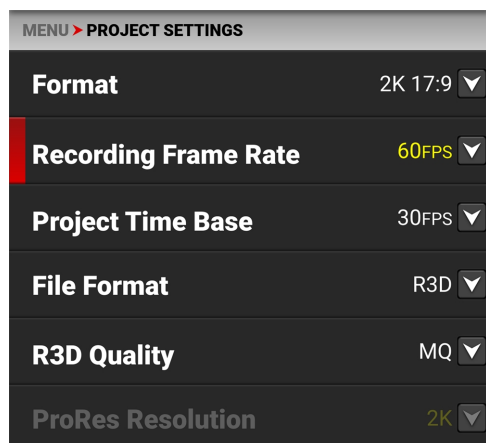 MENU > PROJECT SETTINGS
Format 2K 17:9
Recording Frame Rate 60FPS
Project Time Base 30FPS
File Format R3D
R3D Quality MQ
ProRes Resolution 2K